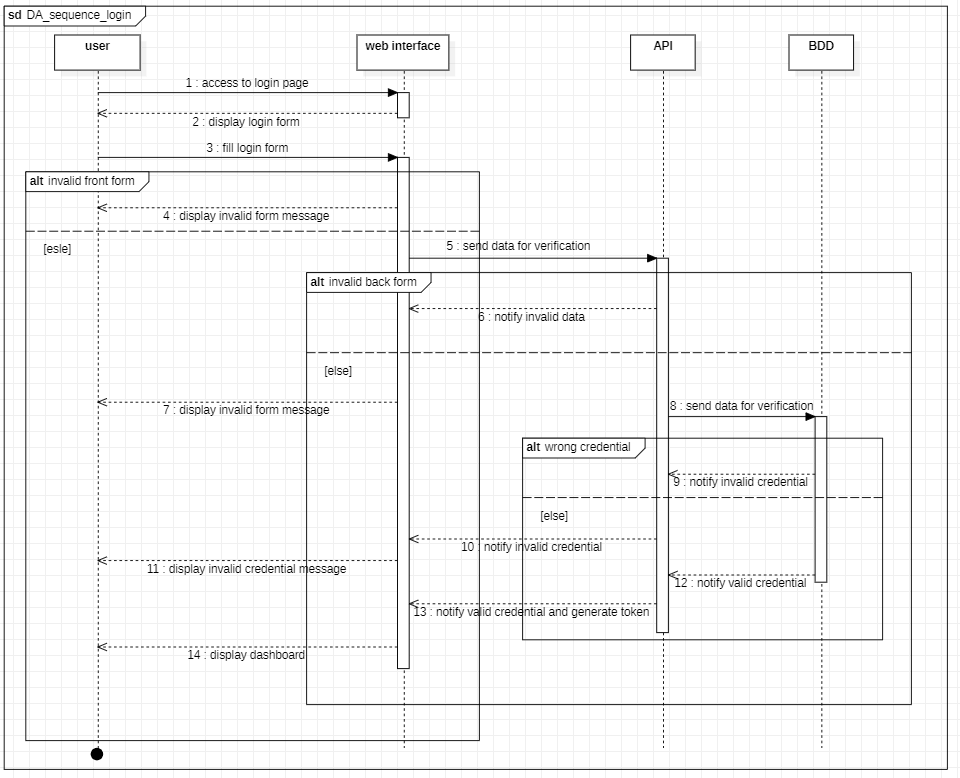 sd DA_sequence_login
user
web interface
API
BDD
1 : access to login page
2 : display login form
3 : fill login form
alt invalid front form
4 : display invalid form message
[esle]
5 : send data for verification
alt invalid back form
6 : notify invalid data
[else]
7 : display invalid form message
8 : send data for verification
alt wrong credential
9 : notify invalid credential
[else]
10 : notify invalid credential
11 : display invalid credential message
12 : notify valid credential
13 : notify valid credential and generate token
14 : display dashboard